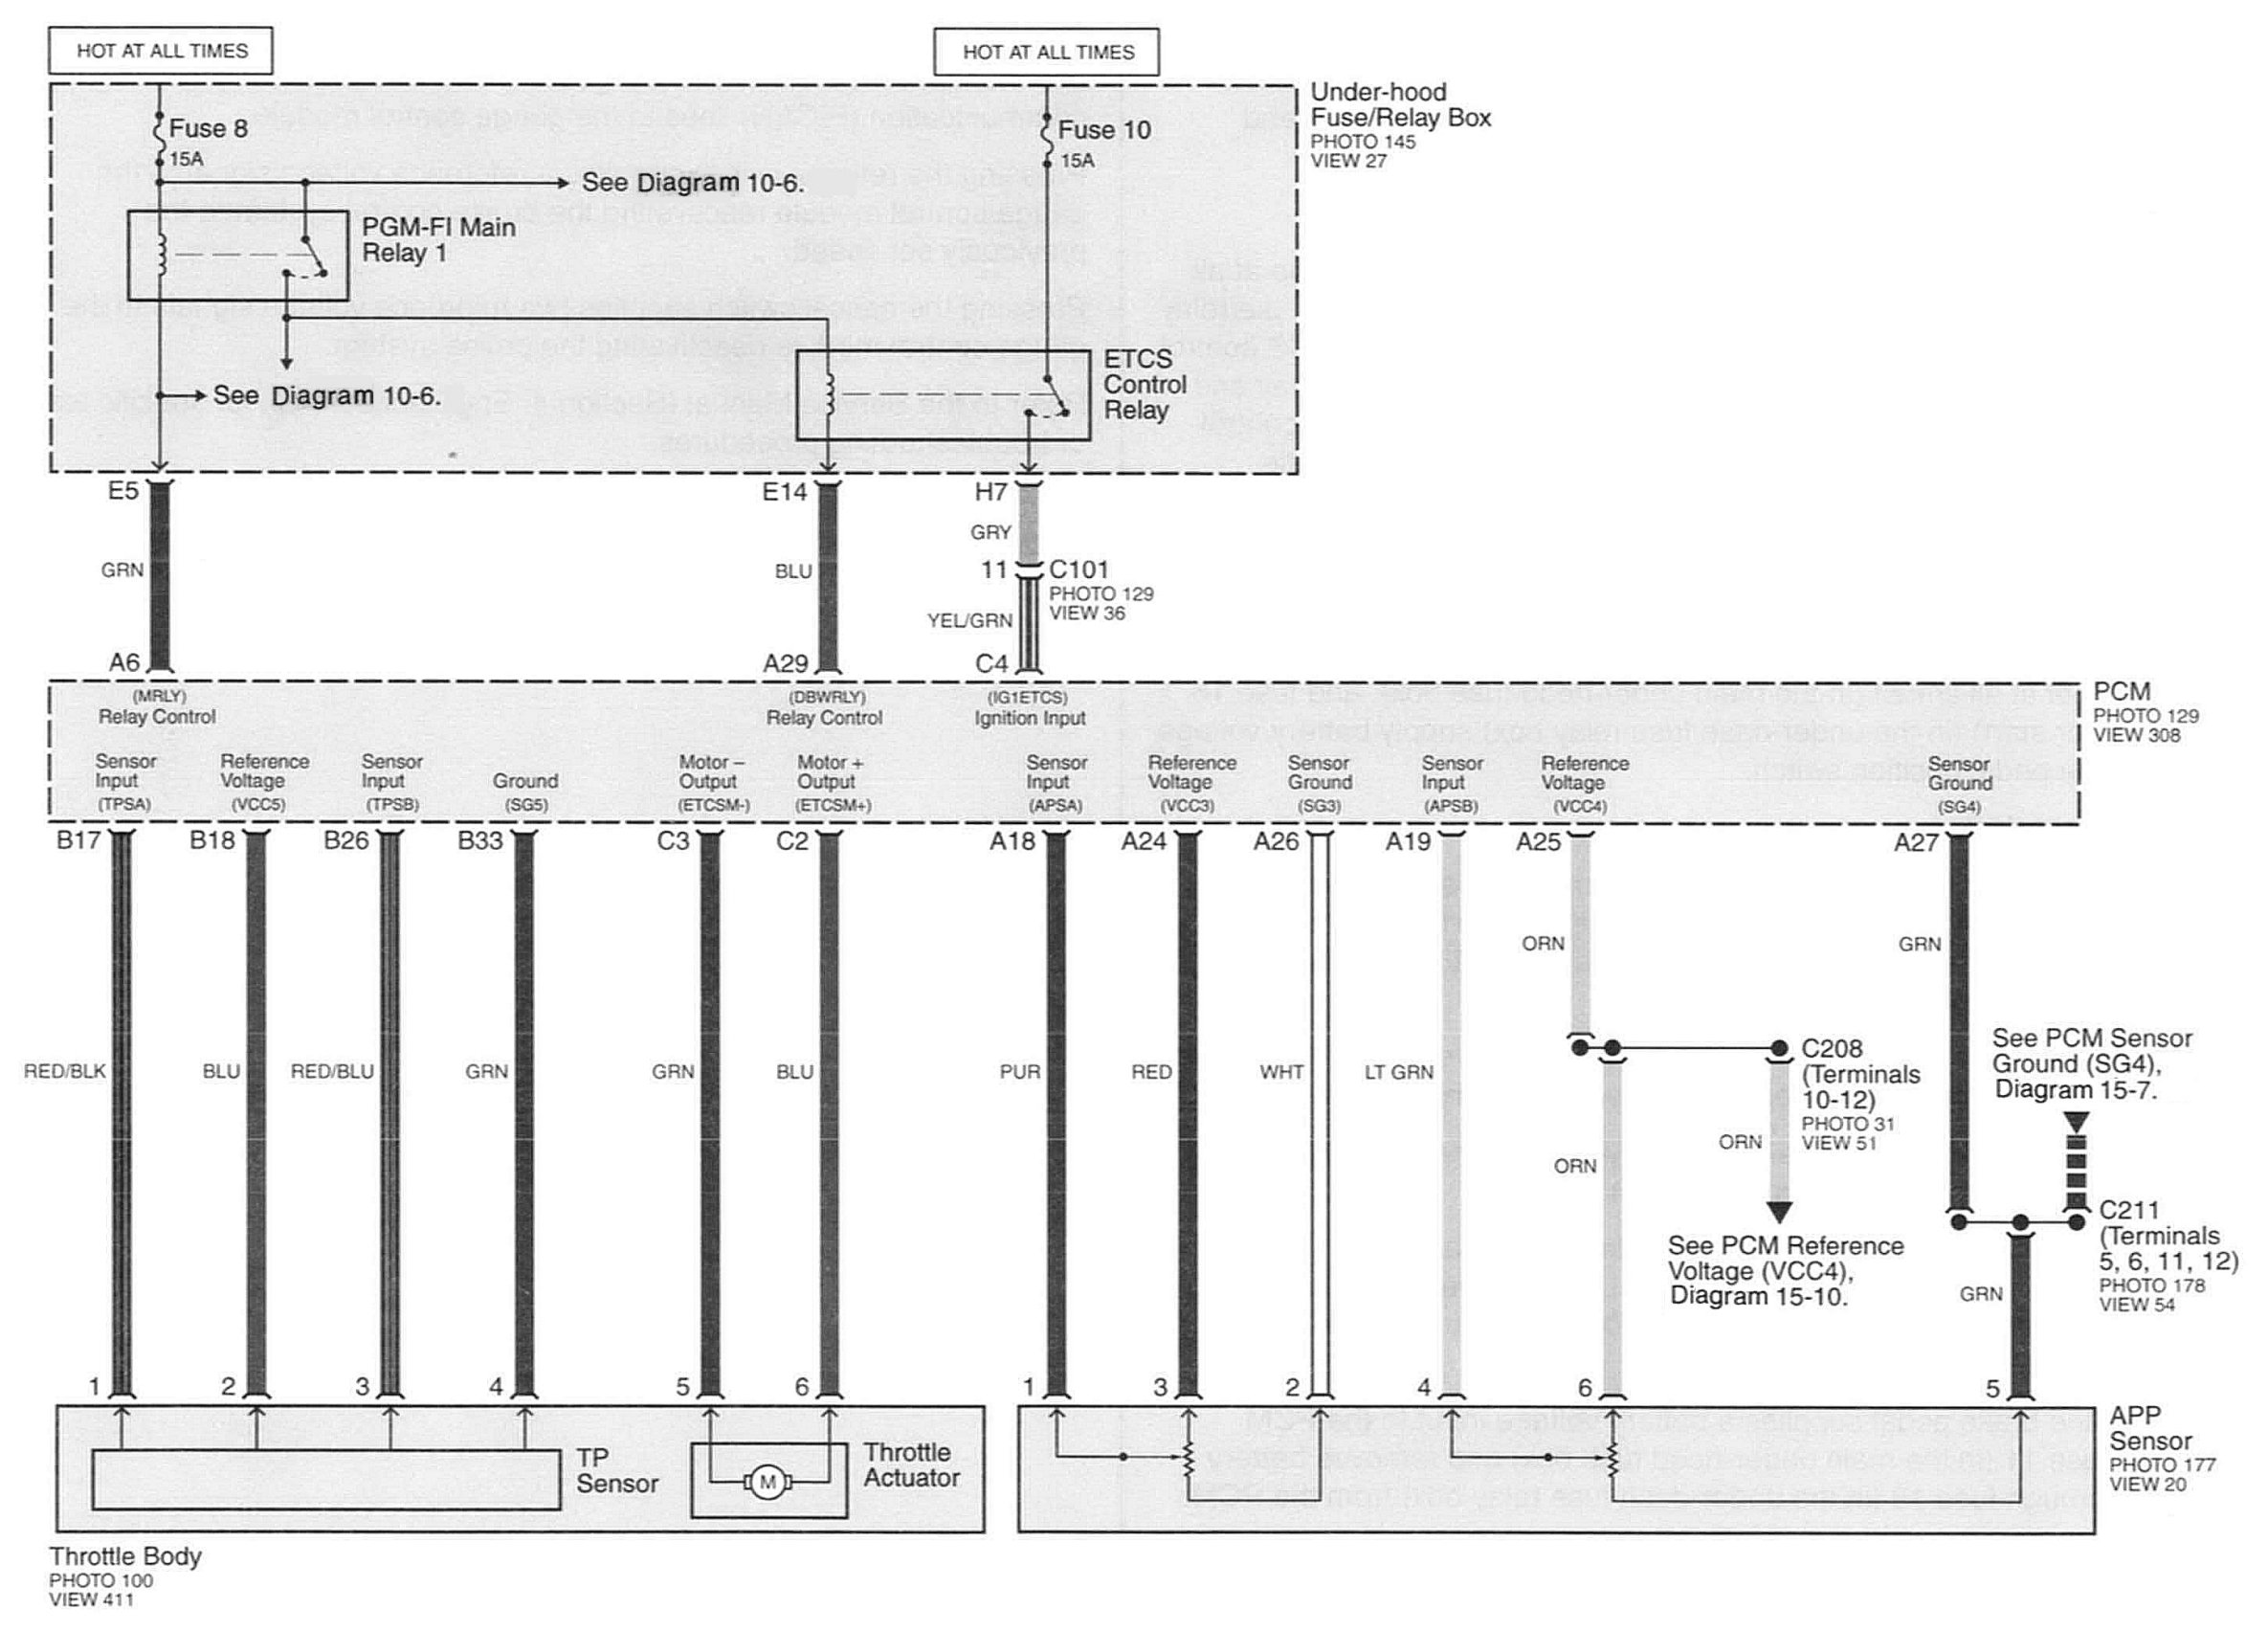 HOT AT ALL TIMES
HOT AT ALL TIMES
Under-hood
Fuse/Relay Box
PHOTO 145
VIEW 27
Fuse 8
15A
Fuse 10
15A
See Diagram 10-6.
PGM-FI Main
Relay 1
ETCS
Control
Relay
See Diagram 10-6.
E5
E14
H7
GRY
GRN
BLU
11
C101
PHOTO 129
VIEW 36
YEL/GRN
A6
A29
C4
(MRLY)
Relay Control
(DBWRLY)
Relay Control
(IG1ETCS)
Ignition Input
PCM
PHOTO 129
VIEW 308
Sensor
Input
(TPSA)
Reference
Voltage
(VCC5)
Sensor
Input
(TPSB)
Ground
(SG5)
Motor –
Output
(ETCSM-)
Motor +
Output
(ETCSM+)
Sensor
Input
(APSA)
Reference
Voltage
(VCC3)
Sensor
Ground
(SG3)
Sensor
Input
(APSB)
Reference
Voltage
(VCC4)
Sensor
Ground
(SG4)
B17
B18
B26
B33
C3
C2
A18
A24
A26
A19
A25
A27
ORN
GRN
RED/BLK
BLU
RED/BLU
GRN
GRN
BLU
PUR
RED
WHT
LT GRN
C208
(Terminals
10-12)
PHOTO 31
VIEW 51
See PCM Sensor
Ground (SG4),
Diagram 15-7.
ORN
ORN
See PCM Reference
Voltage (VCC4),
Diagram 15-10.
C211
(Terminals
5, 6, 11, 12)
PHOTO 178
VIEW 54
GRN
1
2
3
4
5
6
1
3
2
4
6
5
TP
Sensor
M
Throttle
Actuator
APP
Sensor
PHOTO 177
VIEW 20
Throttle Body
PHOTO 100
VIEW 411